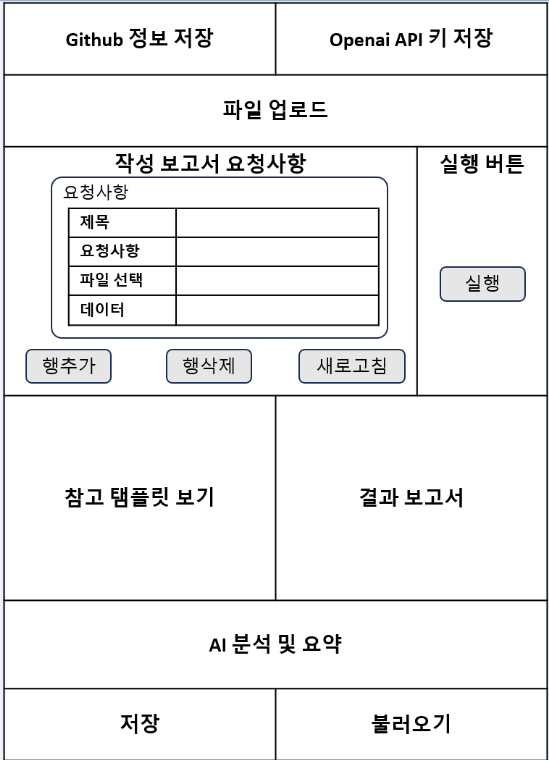 Github 정보 저장
Openai API 키 저장
파일 업로드
작성 보고서 요청사항
실행 버튼
요청사항
제목
요청사항
파일 선택
데이터
실행
행추가
행삭제
새로고침
참고 탬플릿 보기
결과 보고서
AI 분석 및 요약
저장
불러오기